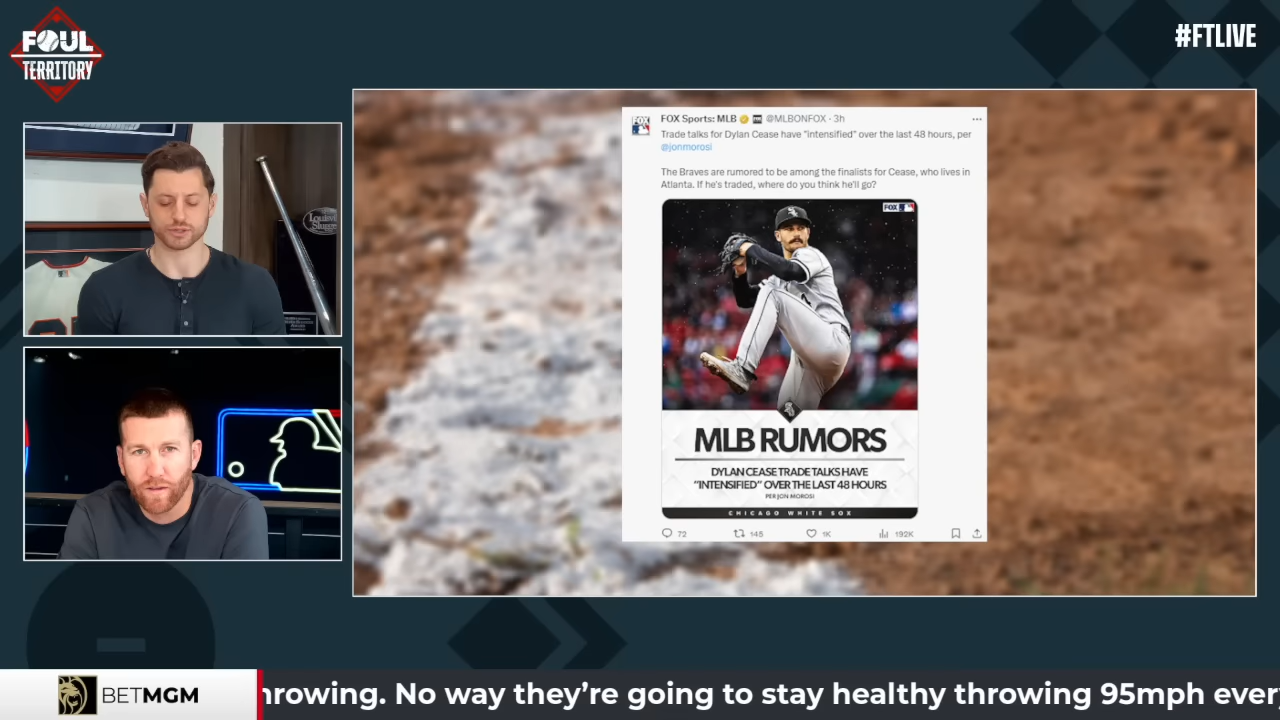 FOUL
TERRITORY
#FTLIVE
Louisville
Slugger
FOX Sports: MLB @MLBONFOX · 3h
Trade talks for Dylan Cease have "intensified" over the last 48 hours, per
@jonmorosi
The Braves are rumored to be among the finalists for Cease, who lives in
Atlanta. If he's traded, where do you think he'll go?
FOX
MLB RUMORS
DYLAN CEASE TRADE TALKS HAVE
"INTENSIFIED" OVER THE LAST 48 HOURS
PER JON MOROSI
CHICAGO WHITE SOX
72 145 1K 192K
BETMGM
hrowing. No way they're going to stay healthy throwing 95mph ever